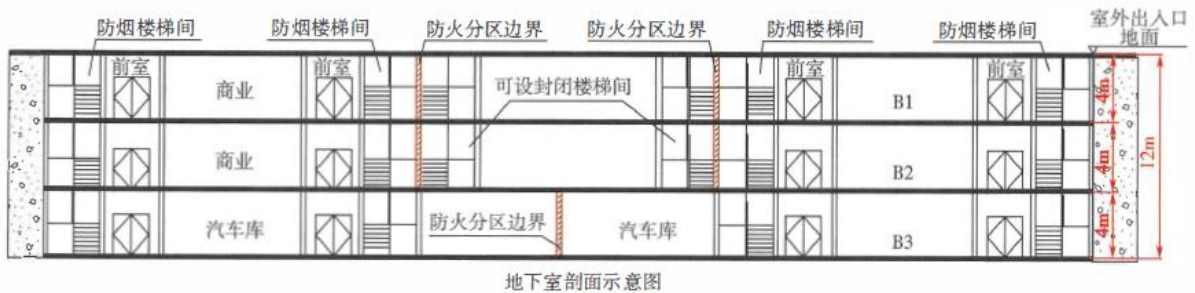 防烟楼梯间
防烟楼梯间
防火分区边界
防火分区边界
防烟楼梯间
防烟楼梯间
室外出入口
地面
前室
商业
前室
可设封闭楼梯间
前室
B1
前室
4m
商业
B2
4m
12m
汽车库
防火分区边界
汽车库
B3
4m
地下室剖面示意图